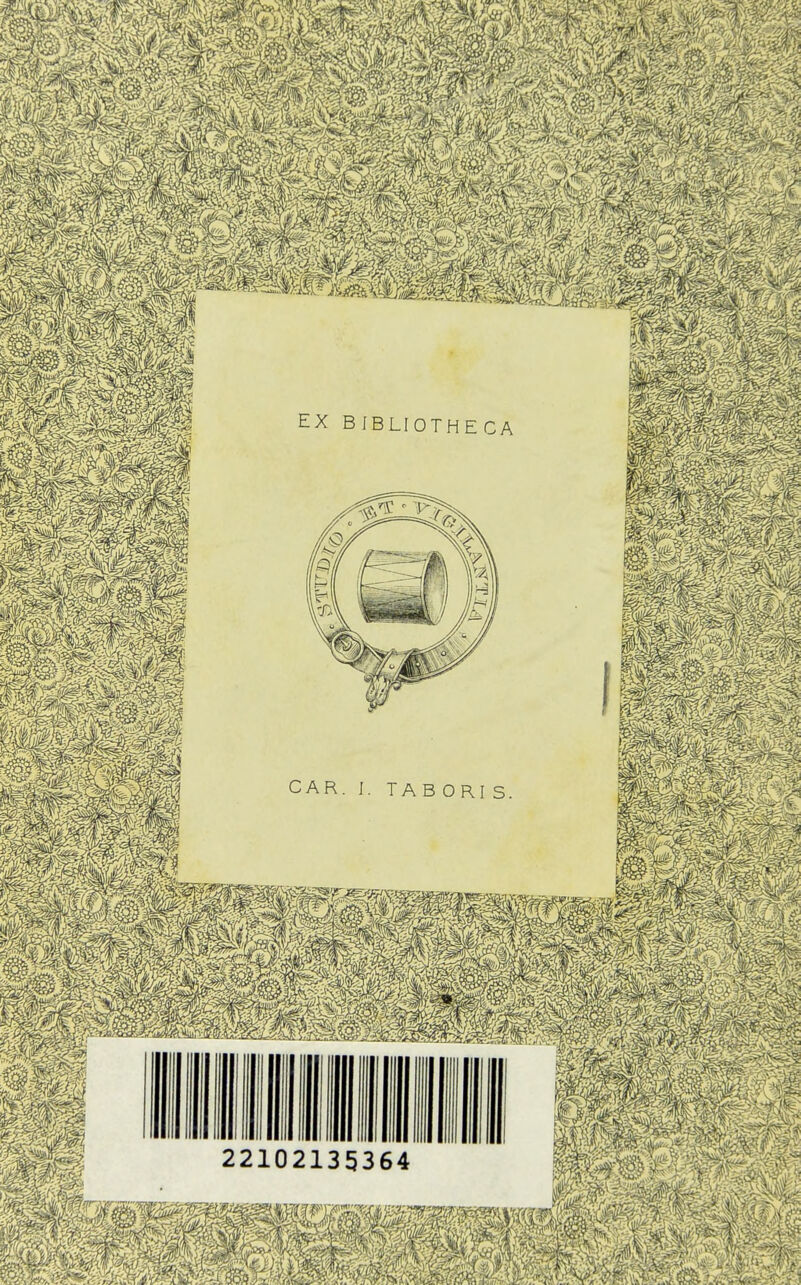 EX BIBLIOTHECA
STUDIO ET VIGILANTIA
CAR. I. TABORIS.
22102135364